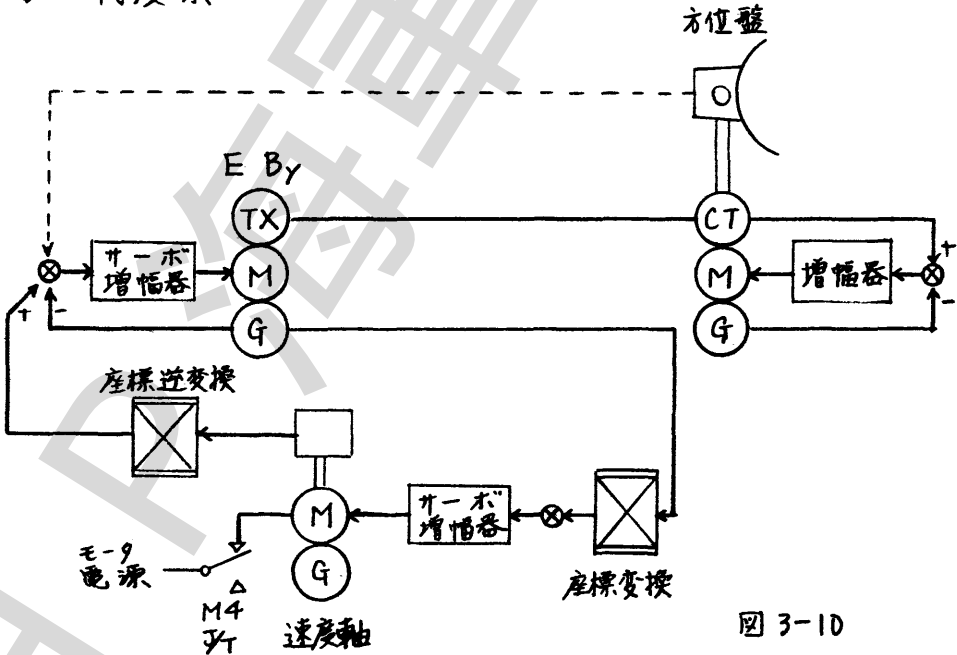 方位盤
E By
TX
CT
サーボ
増幅器
M
M
増幅器
+
-
+
-
G
G
座標逆変換
M
サーボ
増幅器
G
モータ
電源
M4
J/T
速度軸
座標変換
図 3-10